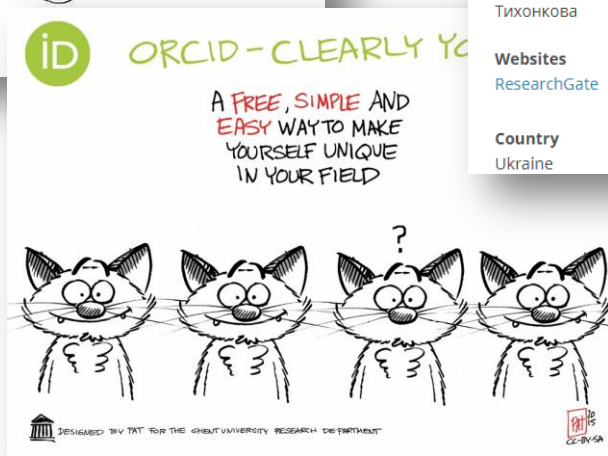 Тихонкова
Websites
ResearchGate
Country
Ukraine
iD
ORCID - CLEARLY YO
A FREE, SIMPLE AND
EASY WAY TO MAKE
YOURSELF UNIQUE
IN YOUR FIELD
?
DESIGNED BY PAT FOR THE GHENT UNIVERSITY RESEARCH DEPARTMENT
PAT 2015
CC-BY-SA